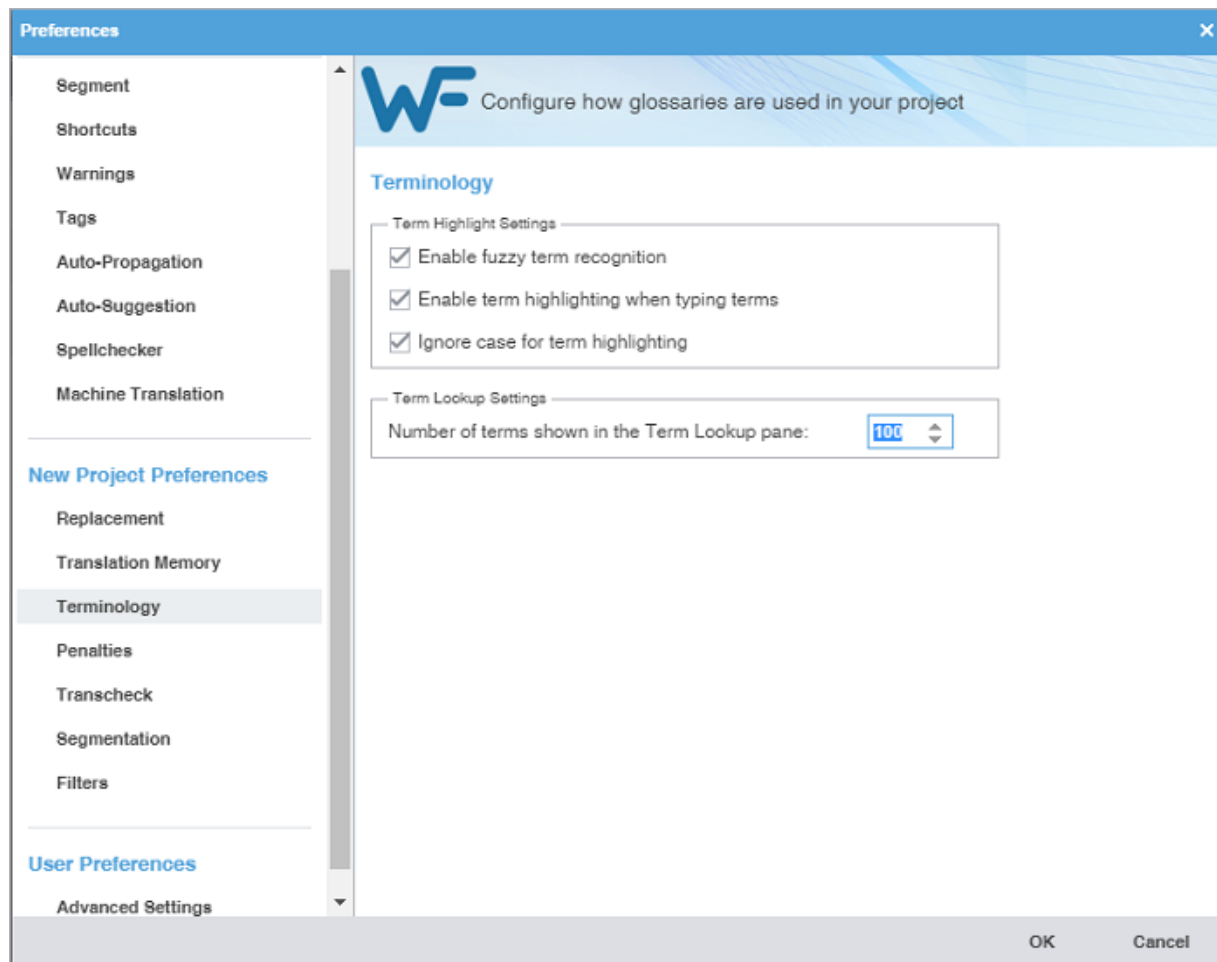 Preferences
Segment
Shortcuts
Warnings
Tags
Auto-Propagation
Auto-Suggestion
Spellchecker
Machine Translation
New Project Preferences
Replacement
Translation Memory
Terminology
Penalties
Transcheck
Segmentation
Filters
User Preferences
Advanced Settings
WF
Configure how glossaries are used in your project
Terminology
Term Highlight Settings
Enable fuzzy term recognition
Enable term highlighting when typing terms
Ignore case for term highlighting
Term Lookup Settings
Number of terms shown in the Term Lookup pane: 100
OK Cancel